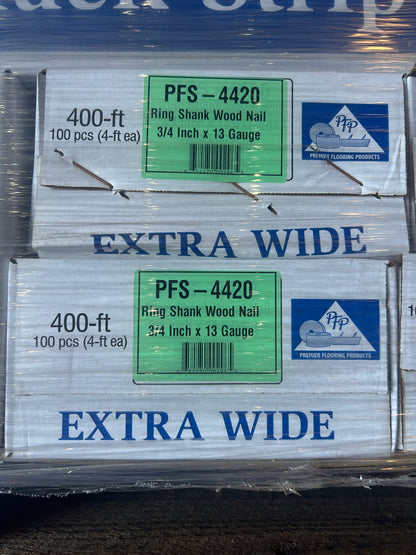 ack Strip
400-ft
100 pcs (4-ft ea)
PFS-4420
Ring Shank Wood Nail
3/4 Inch x 13 Gauge
PFP
PREMIER FLOORING PRODUCTS
EXTRA WIDE
400-ft
100 pcs (4-ft ea)
PFS-4420
Ring Shank Wood Nail
3/4 Inch x 13 Gauge
PFP
PREMIER FLOORING PRODUCTS
EXTRA WIDE